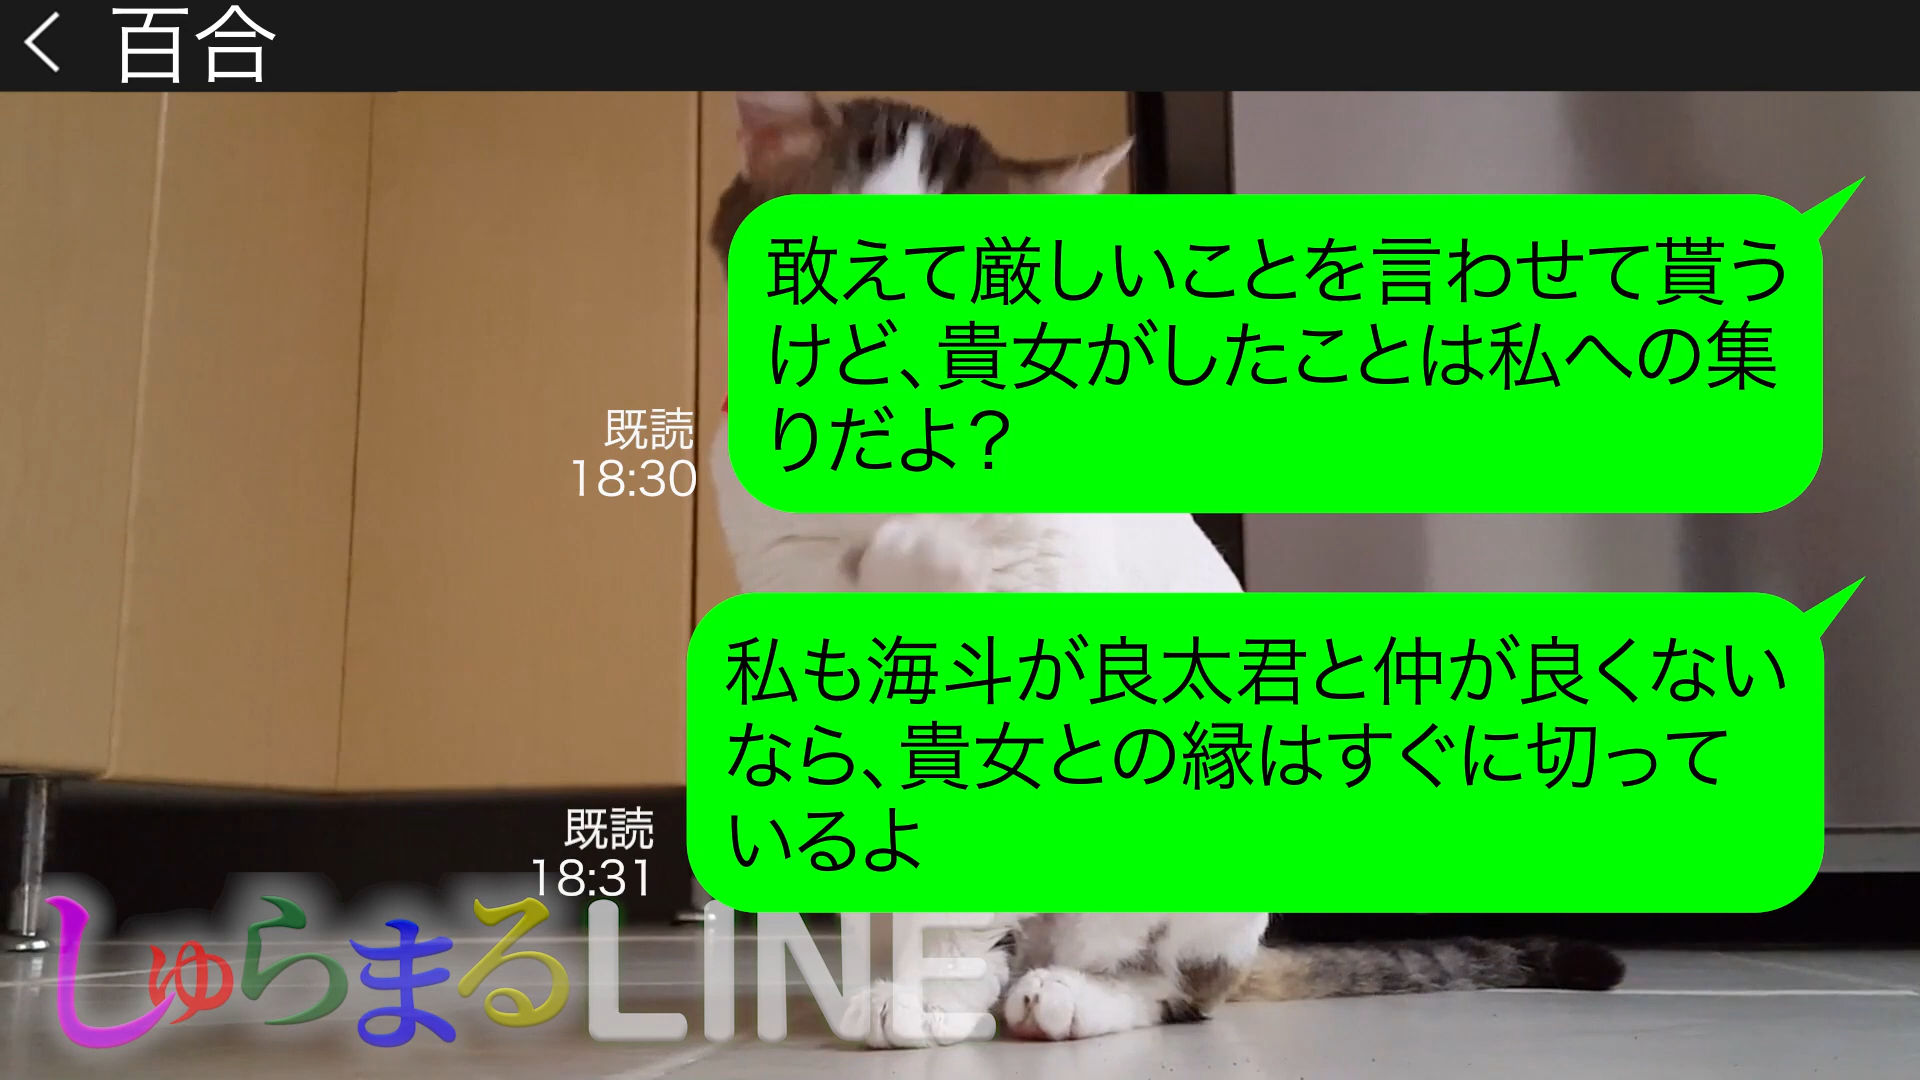 百合
敢えて厳しいことを言わせて貰う
けど、貴女がしたことは私への集
りだよ？
既読
18:30
私も海斗が良太君と仲が良くない
なら、貴女との縁はすぐに切って
いるよ
既読
18:31
しゅらまるLINE